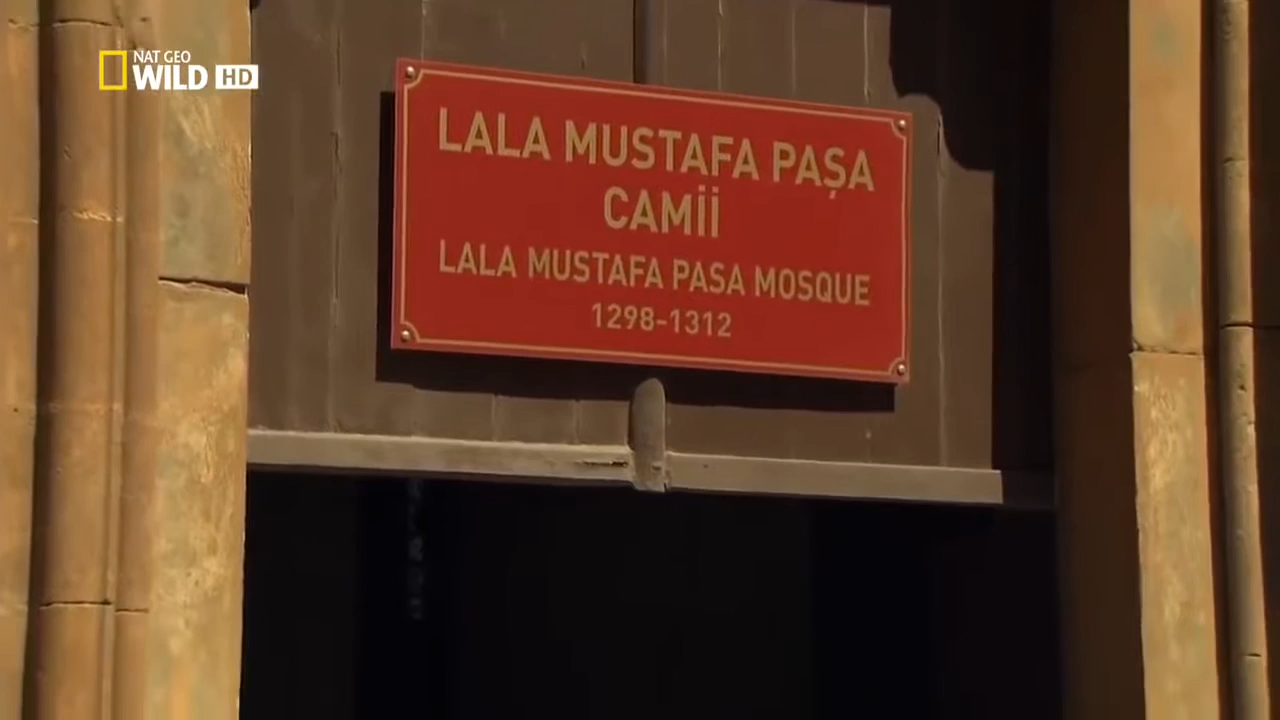 NAT GEO
WILD HD
LALA MUSTAFA PAŞA
CAMİİ
LALA MUSTAFA PASA MOSQUE
1298-1312